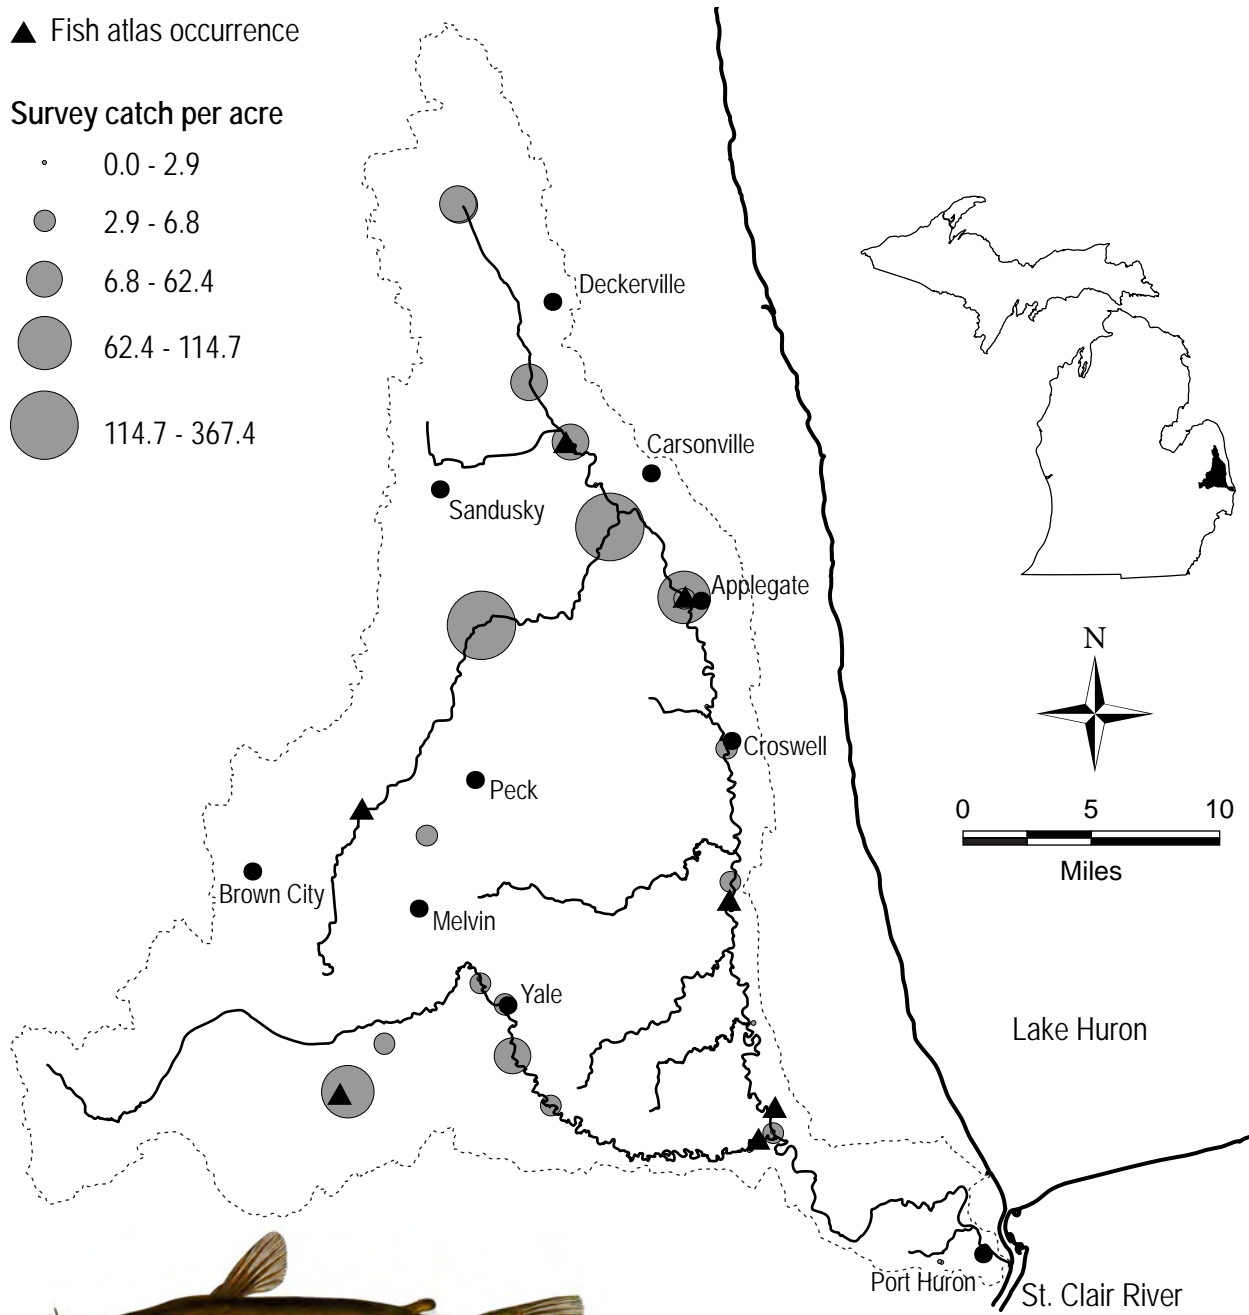 Fish atlas occurrence
Survey catch per acre
0.0 - 2.9
2.9 - 6.8
6.8 - 62.4
62.4 - 114.7
114.7 - 367.4
Deckerville
Carsonville
Sandusky
Applegate
Croswell
Peck
Brown City
Melvin
Yale
Port Huron
St. Clair River
Lake Huron
N
0 5 10
Miles